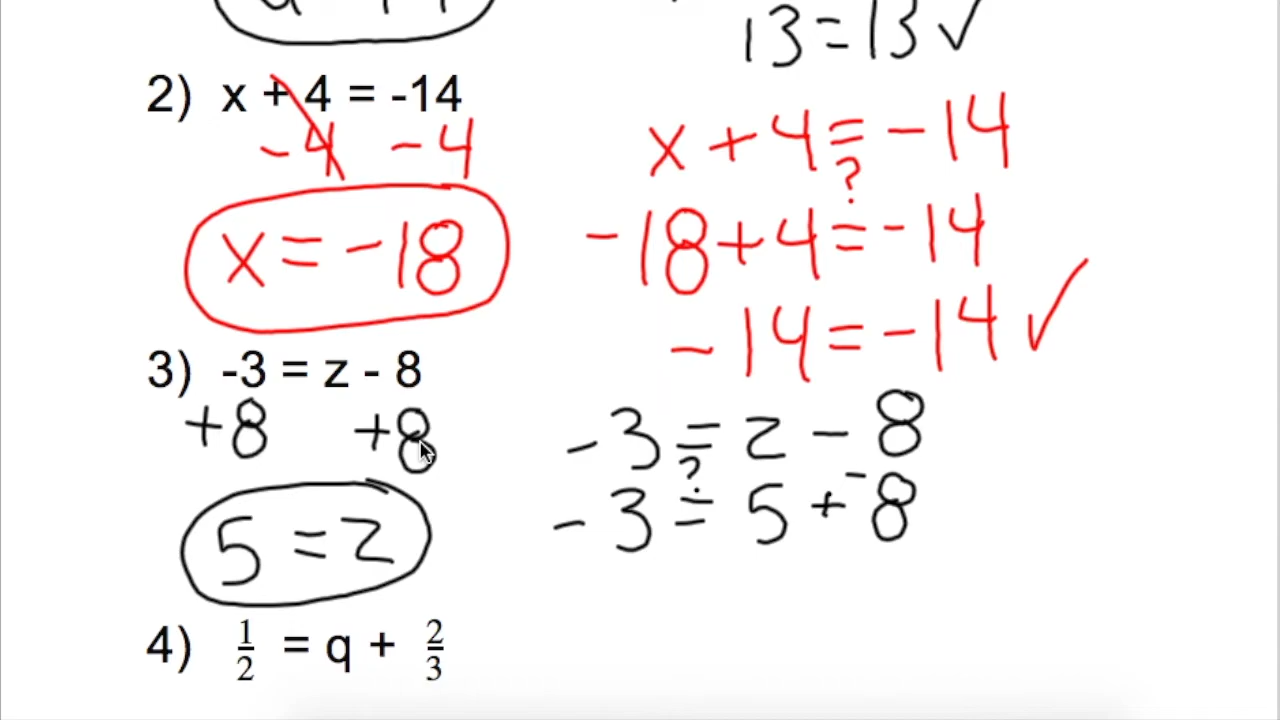 13 = 13 ✓
2) x + 4 = -14
- 4 - 4
x = -18
x + 4 = -14
?
-18 + 4 = -14
-14 = -14 ✓
3) -3 = z - 8
+8 +8
5 = z
-3 = z - 8
?
-3 = 5 + -8
4) 1/2 = q + 2/3